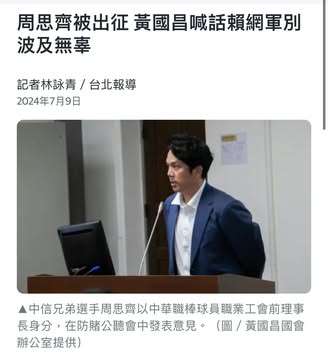 周思齊被出征 黃國昌喊話賴網軍別
波及無辜
記者林詠青／台北報導
2024年7月9日
▲中信兄弟選手周思齊以中華職棒球員職業工會前理事
長身分，在防賭公聽會中發表意見。（圖／黃國昌國會
辦公室提供）